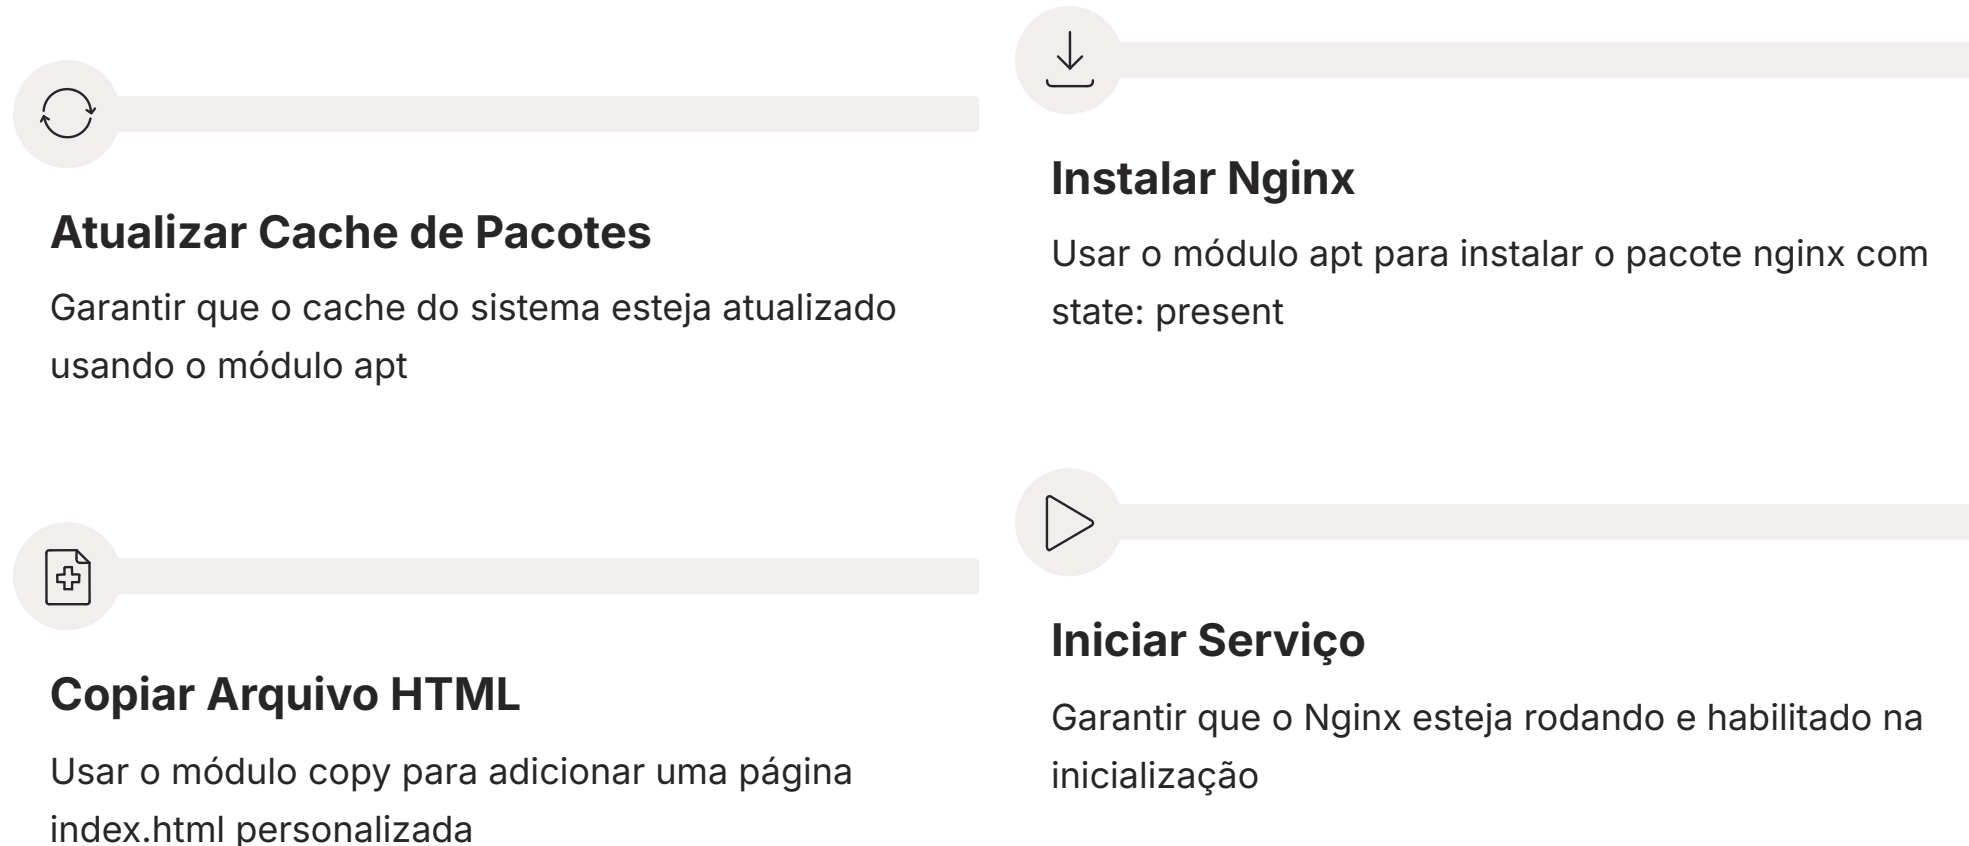 Atualizar Cache de Pacotes
Garantir que o cache do sistema esteja atualizado
usando o módulo apt
Instalar Nginx
Usar o módulo apt para instalar o pacote nginx com
state: present
Copiar Arquivo HTML
Usar o módulo copy para adicionar uma página
index.html personalizada
Iniciar Serviço
Garantir que o Nginx esteja rodando e habilitado na
inicialização